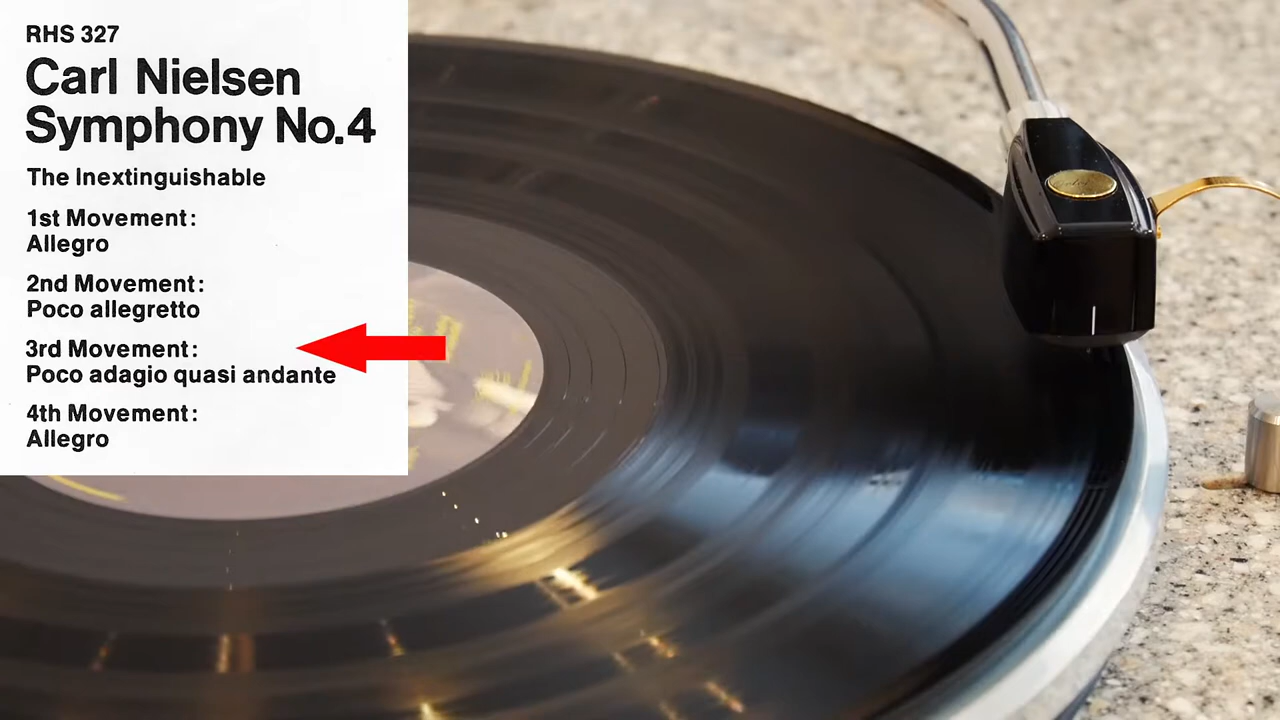 RHS 327
Carl Nielsen
Symphony No.4
The Inextinguishable
1st Movement:
Allegro
2nd Movement:
Poco allegretto
3rd Movement:
Poco adagio quasi andante
4th Movement:
Allegro